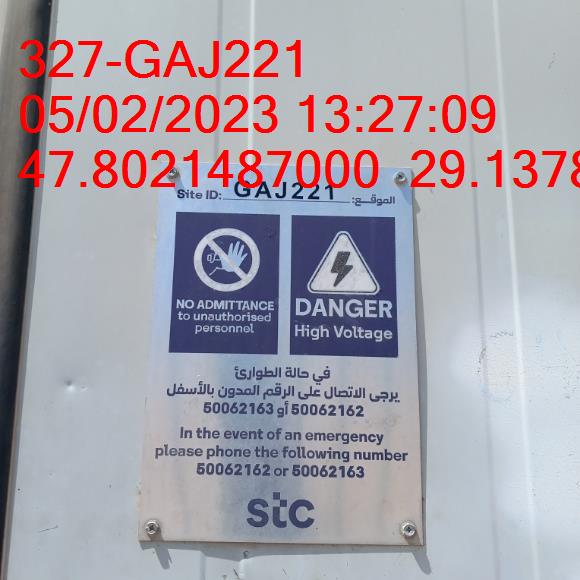 327-GAJ221
05/02/2023 13:27:09
47.8021487000 29.1378
Site ID: GAJ221 الموقع:
NO ADMITTANCE
to unauthorised
personnel
DANGER
High Voltage
في حالة الطوارئ
يرجى الاتصال على الرقم المدون بالأسفل
50062162 أو 50062163
In the event of an emergency
please phone the following number
50062162 or 50062163
stc